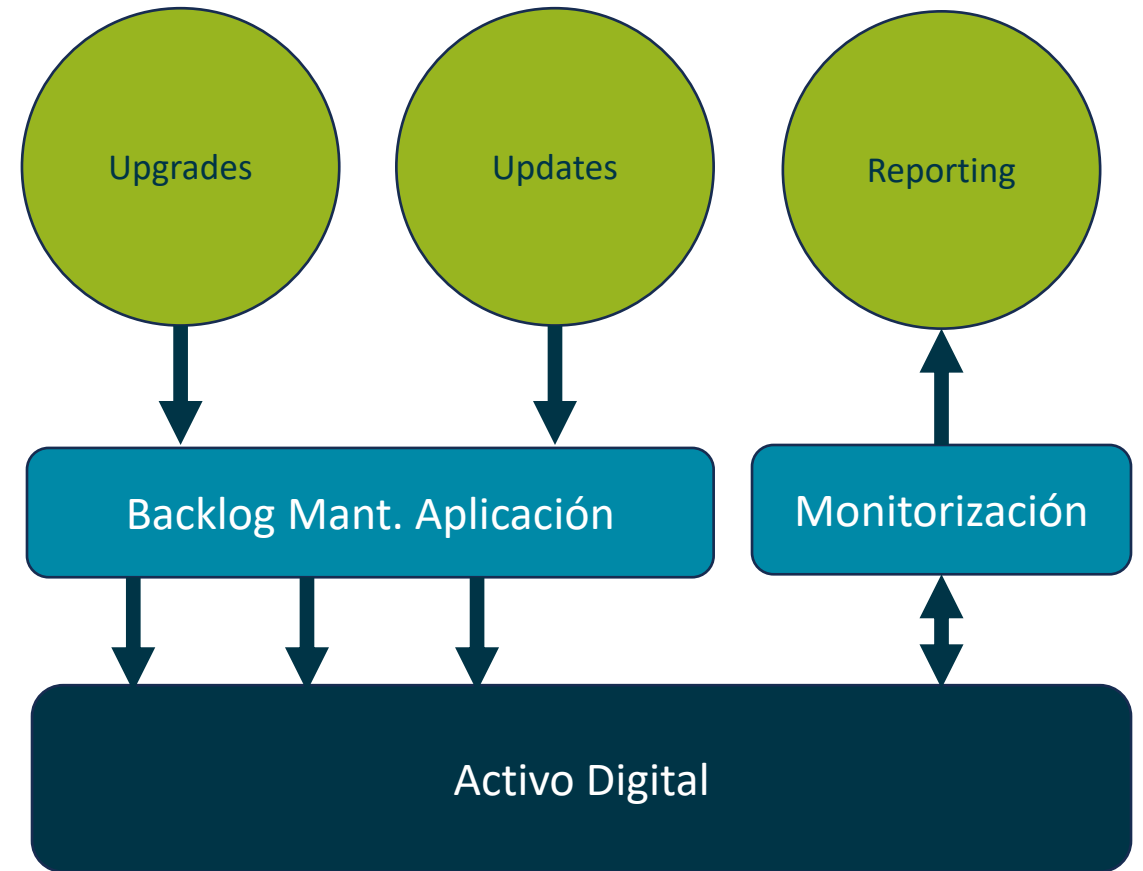 Upgrades
Updates
Reporting
Backlog Mant. Aplicación
Monitorización
Activo Digital